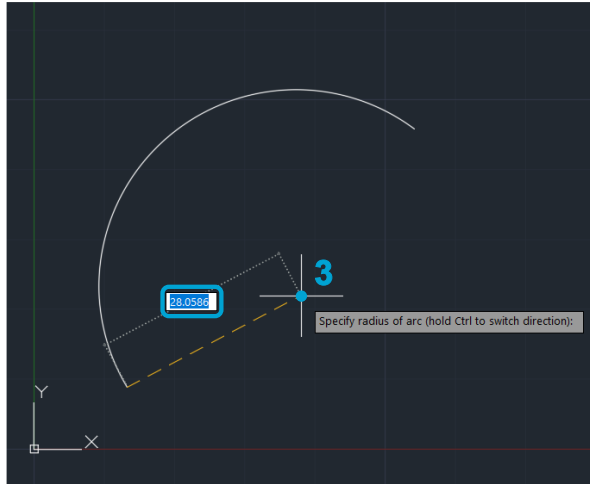 3
28.0586
Specify radius of arc (hold Ctrl to switch direction):
Y
X